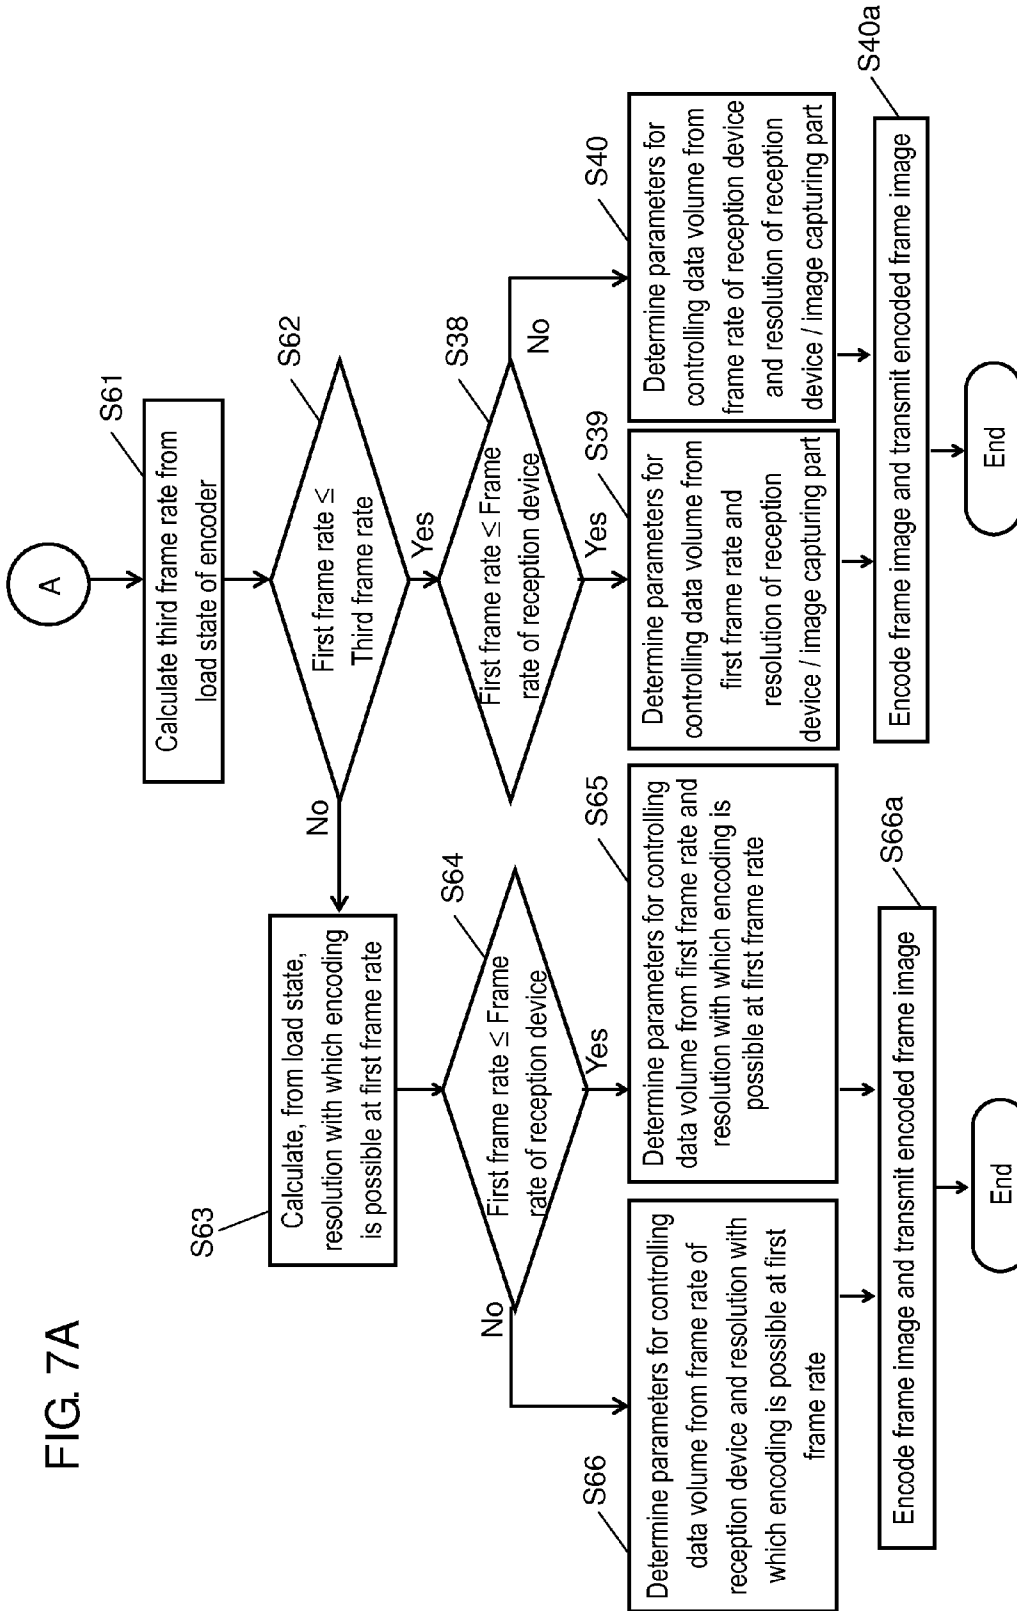 FIG. 7A
A
S61
Calculate third frame rate from
load state of encoder
S62
First frame rate ≤
Third frame rate
No
Yes
S63
Calculate, from load state,
resolution with which encoding
is possible at first frame rate
S64
First frame rate ≤ Frame
rate of reception device
No
Yes
S38
First frame rate ≤ Frame
rate of reception device
Yes
No
S66
Determine parameters for controlling
data volume from frame rate of
reception device and resolution with
which encoding is possible at first
frame rate
S65
Determine parameters for controlling
data volume from first frame rate and
resolution with which encoding is
possible at first frame rate
S39
Determine parameters for
controlling data volume from
first frame rate and
resolution of reception
device / image capturing part
S40
Determine parameters for
controlling data volume from
frame rate of reception device
and resolution of reception
device / image capturing part
S66a
Encode frame image and transmit encoded frame image
S40a
Encode frame image and transmit encoded frame image
End
End